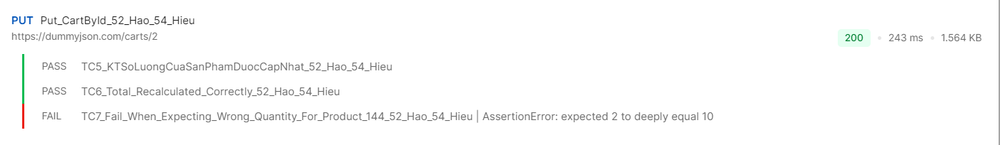 PUT Put_CartById_52_Hao_54_Hieu
https://dummyjson.com/carts/2
200 • 243 ms • 1.564 KB
PASS TC5_KTSoLuongCuaSanPhamDuocCapNhat_52_Hao_54_Hieu
PASS TC6_Total_Recalculated_Correctly_52_Hao_54_Hieu
FAIL TC7_Fail_When_Expecting_Wrong_Quantity_For_Product_144_52_Hao_54_Hieu | AssertionError: expected 2 to deeply equal 10